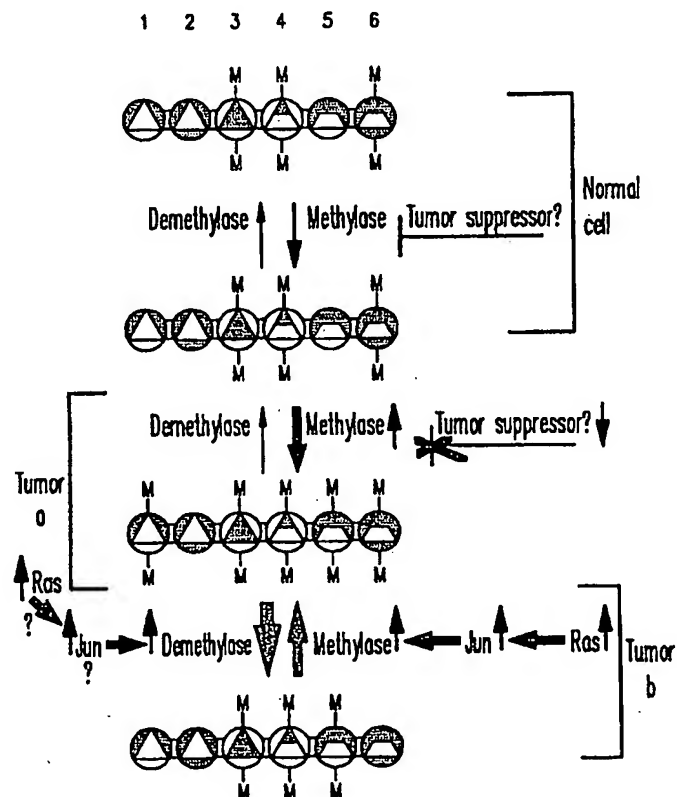 1 2 3 4 5 6
M M M
M M M
Demethylase Methylase Tumor suppressor?
Normal
cell
M M M
M M M
Demethylase Methylase Tumor suppressor?
Tumor
a
M M M M M
M M M M M
Ras
?
Jun
?
Demethylase Methylase Jun Ras
Tumor
b
M M M
M M M